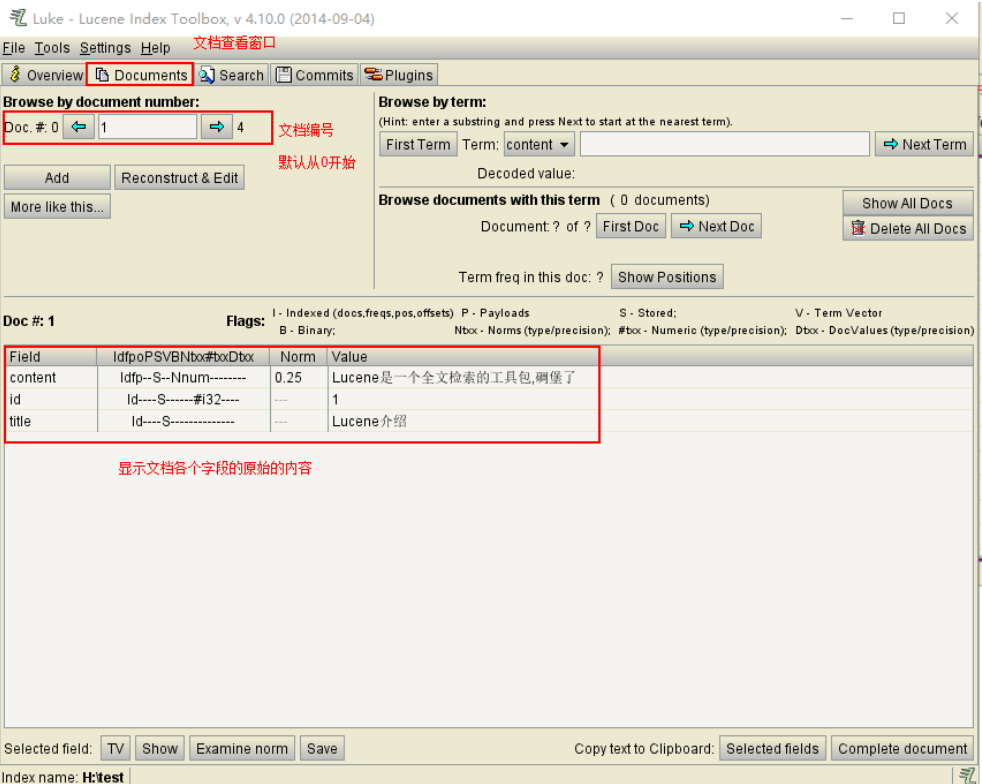 Luke - Lucene Index Toolbox, v 4.10.0 (2014-09-04)
File Tools Settings Help 文档查看窗口
Overview Documents Search Commits Plugins
Browse by document number:
Doc. #: 0 1 4
文档编号
默认从0开始
Add Reconstruct & Edit
More like this...
Browse by term:
(Hint: enter a substring and press Next to start at the nearest term).
First Term Term: content Next Term
Decoded value:
Browse documents with this term ( 0 documents) Show All Docs
Document: ? of ? First Doc Next Doc Delete All Docs
Term freq in this doc: ? Show Positions
Doc #: 1 Flags: I - Indexed (docs,freqs,pos,offsets) P - Payloads S - Stored; V - Term Vector
B - Binary; Ntxx - Norms (type/precision); #txx - Numeric (type/precision); Dtxx - DocValues (type/precision)
Field IdfpoPSVBNtxx#txxDtxx Norm Value
content Idfp--S--Nnum-------- 0.25 Lucene是一个全文检索的工具包,碉堡了
id Id----S------#i32---- --- 1
title Id----S-------------- --- Lucene介绍
显示文档各个字段的原始的内容
Selected field: TV Show Examine norm Save Copy text to Clipboard: Selected fields Complete document
Index name: H:\test